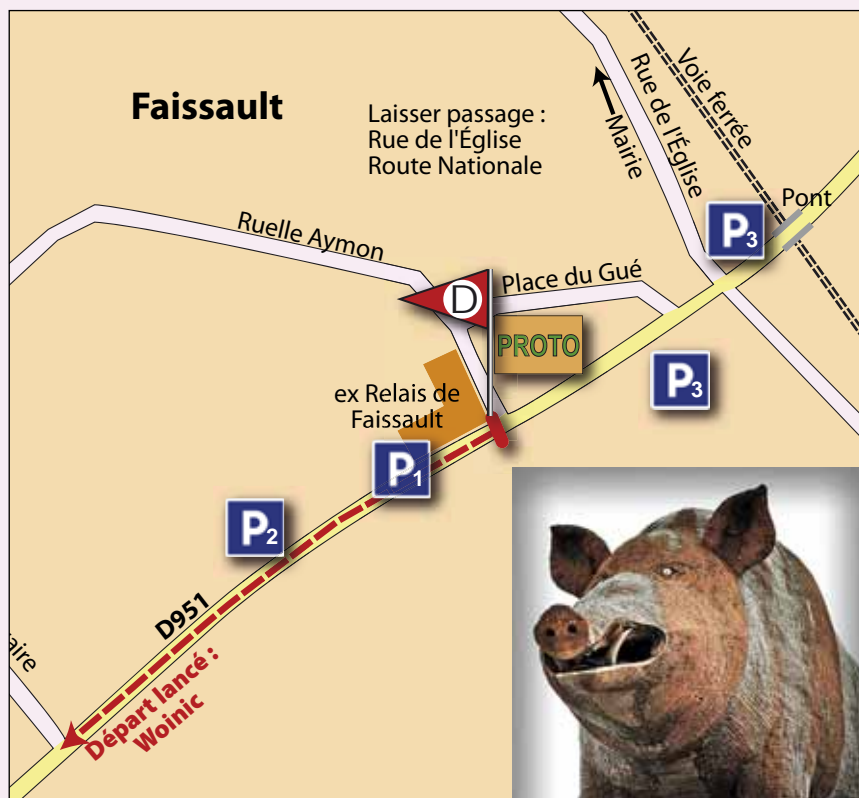 Faissault
Laisser passage :
Rue de l'Église
Route Nationale
Mairie
Rue de l'Église
Voie ferrée
Pont
P3
Ruelle Aymon
Place du Gué
D
PROTO
P3
ex Relais de
Faissault
P1
P2
D951
aire
Départ lancé :
Woinic